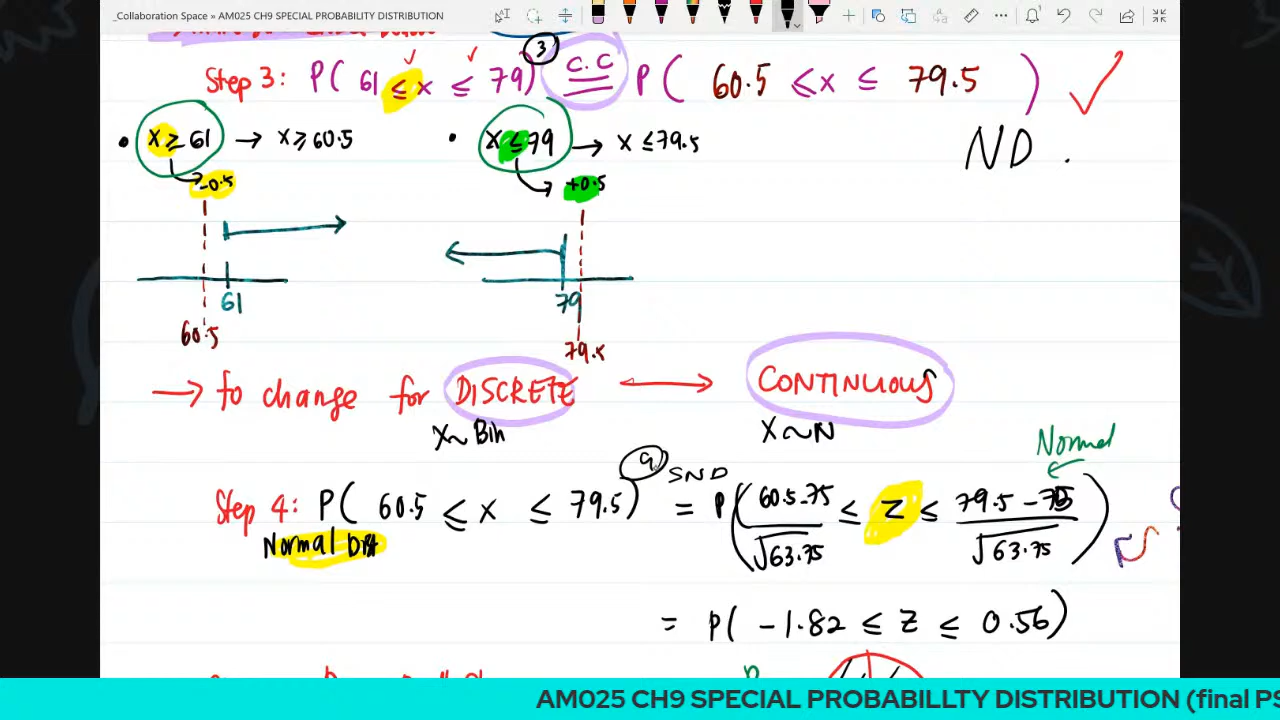 _Collaboration Space » AM025 CH9 SPECIAL PROBABILITY DISTRIBUTION
Step 3: P( 61 ≤ x ≤ 79) ③ C.C = P( 60.5 ≤ x ≤ 79.5 ) ✓
• X ≥ 61 → X ≥ 60.5 • X ≤ 79 → X ≤ 79.5 ND.
-0.5 +0.5
61 79
60.5 79.5
→ to change for DISCRETE ↔ CONTINUOUS
X~Bin X~N
Normal
Step 4: P( 60.5 ≤ x ≤ 79.5) SND = P( 60.5-75 / √63.75 ≤ Z ≤ 79.5-75 / √63.75 )
Normal Dist
= P( -1.82 ≤ Z ≤ 0.56)
AM025 CH9 SPECIAL PROBABILLTY DISTRIBUTION (final PS